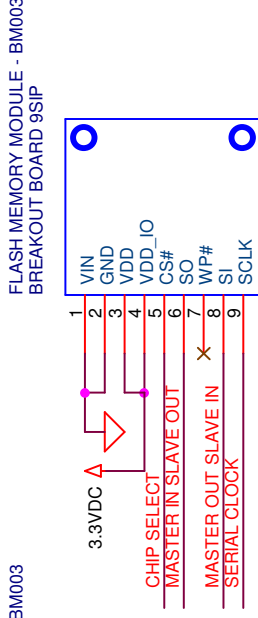 FLASH MEMORY MODULE - BM003
BREAKOUT BOARD 9SIP
1 VIN
2 GND
3 VDD
4 VDD_IO
5 CS#
6 SO
7 WP#
8 SI
9 SCLK
3.3VDC
CHIP SELECT
MASTER IN SLAVE OUT
MASTER OUT SLAVE IN
SERIAL CLOCK
BM003